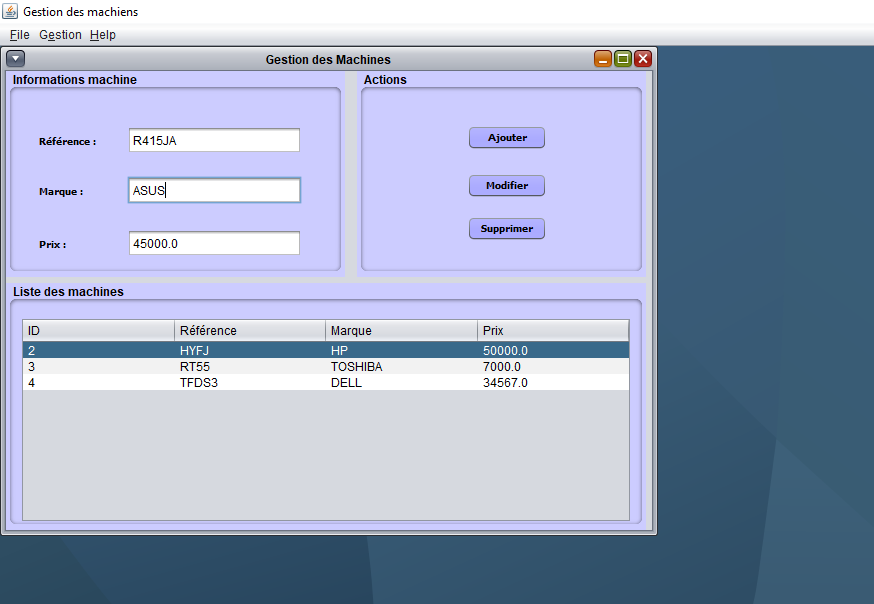 Gestion des machiens
File Gestion Help
Gestion des Machines
Informations machine
Actions
Référence : R415JA
Ajouter
Marque : ASUS
Modifier
Supprimer
Prix : 45000.0
Liste des machines
ID Référence Marque Prix
2 HYFJ HP 50000.0
3 RT55 TOSHIBA 7000.0
4 TFDS3 DELL 34567.0